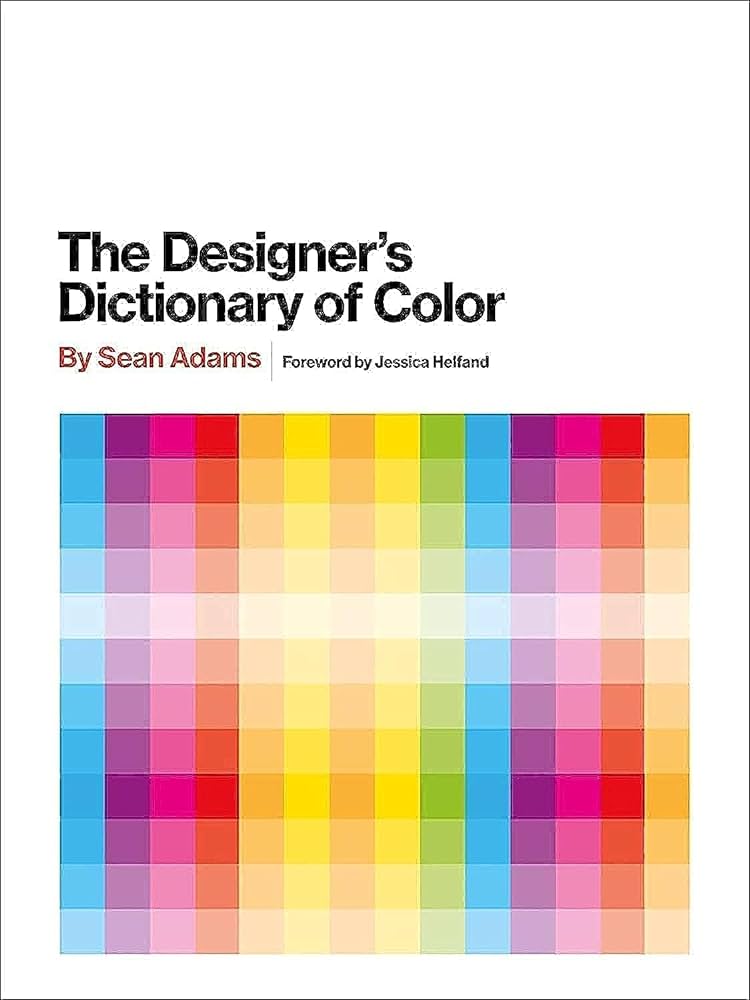 The Designer's
Dictionary of Color
By Sean Adams
Foreword by Jessica Helfand